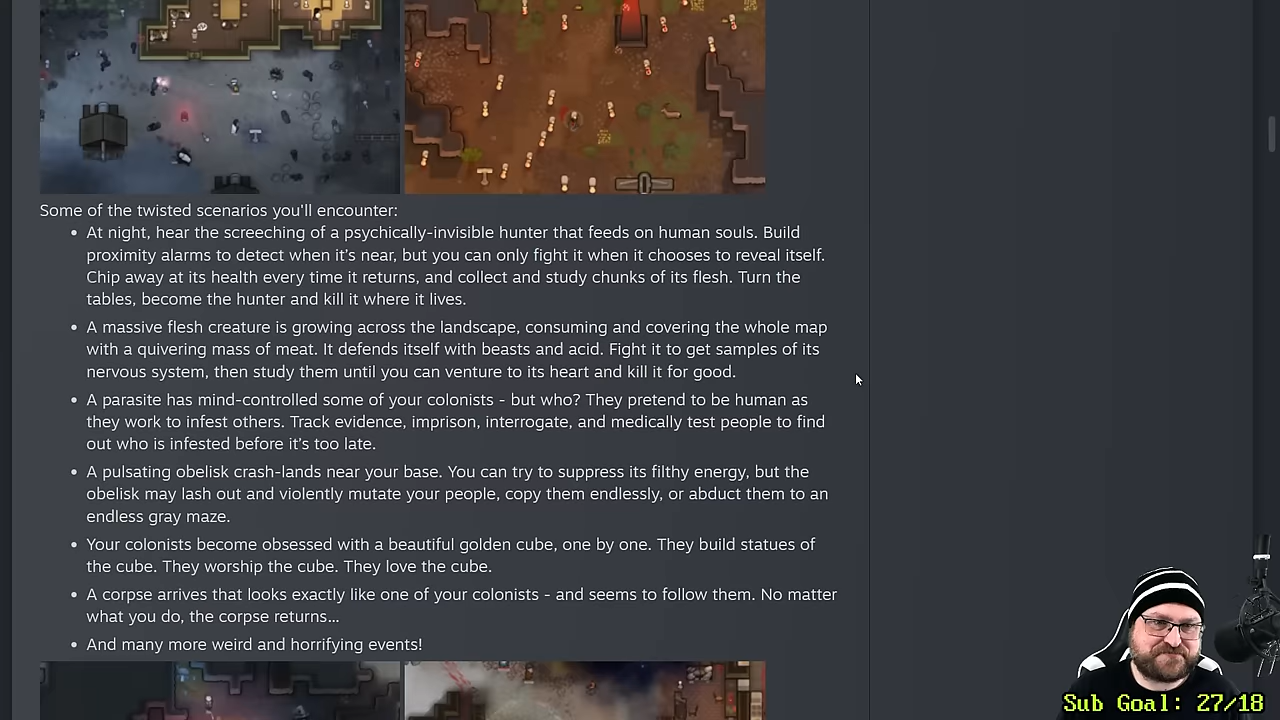 Some of the twisted scenarios you'll encounter:
• At night, hear the screeching of a psychically-invisible hunter that feeds on human souls. Build
proximity alarms to detect when it’s near, but you can only fight it when it chooses to reveal itself.
Chip away at its health every time it returns, and collect and study chunks of its flesh. Turn the
tables, become the hunter and kill it where it lives.
• A massive flesh creature is growing across the landscape, consuming and covering the whole map
with a quivering mass of meat. It defends itself with beasts and acid. Fight it to get samples of its
nervous system, then study them until you can venture to its heart and kill it for good.
• A parasite has mind-controlled some of your colonists - but who? They pretend to be human as
they work to infest others. Track evidence, imprison, interrogate, and medically test people to find
out who is infested before it’s too late.
• A pulsating obelisk crash-lands near your base. You can try to suppress its filthy energy, but the
obelisk may lash out and violently mutate your people, copy them endlessly, or abduct them to an
endless gray maze.
• Your colonists become obsessed with a beautiful golden cube, one by one. They build statues of
the cube. They worship the cube. They love the cube.
• A corpse arrives that looks exactly like one of your colonists - and seems to follow them. No matter
what you do, the corpse returns…
• And many more weird and horrifying events!
Sub Goal: 27/18